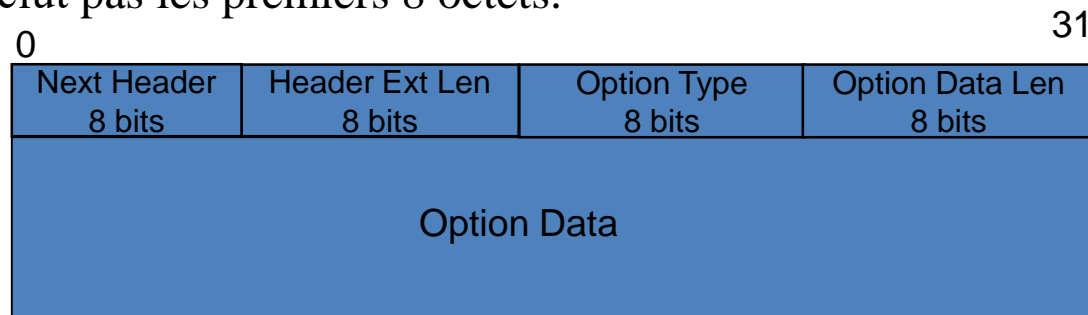 pas les premiers 8 octets.
0 31
Next Header Header Ext Len Option Type Option Data Len
8 bits 8 bits 8 bits 8 bits
Option Data